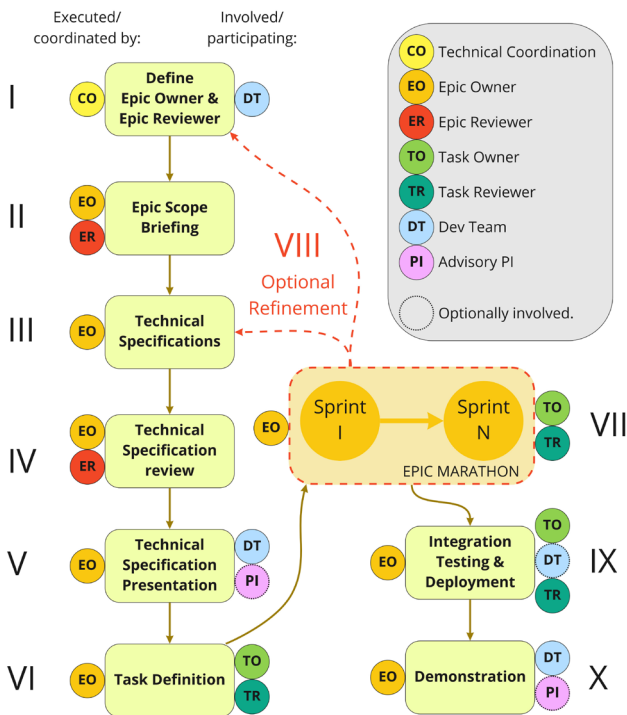 Executed/
coordinated by:
Involved/
participating:
I
CO
Define
Epic Owner &
Epic Reviewer
DT
II
EO
ER
Epic Scope
Briefing
III
EO
Technical
Specifications
IV
EO
ER
Technical
Specification
review
V
EO
Technical
Specification
Presentation
DT
PI
VI
EO
Task Definition
TO
TR
VIII
Optional
Refinement
EO
Sprint
I
Sprint
N
EPIC MARATHON
TO
TR
VII
EO
Integration
Testing &
Deployment
TO
DT
TR
IX
EO
Demonstration
DT
PI
X
CO Technical Coordination
EO Epic Owner
ER Epic Reviewer
TO Task Owner
TR Task Reviewer
DT Dev Team
PI Advisory PI
Optionally involved.